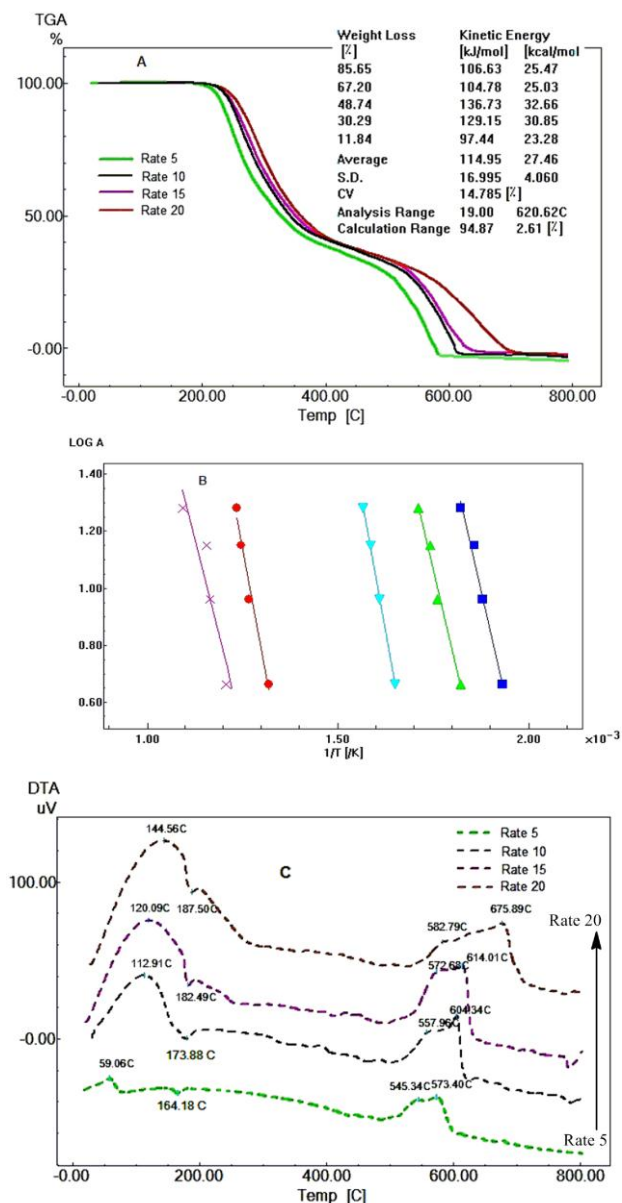 TGA
%
A
Weight Loss Kinetic Energy
[%] [kJ/mol] [kcal/mol]
85.65 106.63 25.47
67.20 104.78 25.03
48.74 136.73 32.66
30.29 129.15 30.85
11.84 97.44 23.28
Average 114.95 27.46
S.D. 16.995 4.060
CV 14.785 [%]
Analysis Range 19.00 620.62C
Calculation Range 94.87 2.61 [%]
100.00
Rate 5
Rate 10
Rate 15
Rate 20
50.00
-0.00
-0.00 200.00 400.00 600.00 800.00
Temp [C]
LOG A
B
1.40
1.20
1.00
0.80
0.60
1.00 1.50 2.00 ×10⁻³
1/T [/K]
DTA
uV
C
Rate 5
Rate 10
Rate 15
Rate 20
144.56C
100.00
187.50C
675.89C
Rate 20
582.79C
120.09C
572.68C 614.01C
182.49C
112.91C
604.34C
557.96C
-0.00
173.88 C
59.06C
164.18 C
545.34C 573.40C
Rate 5
-0.00 200.00 400.00 600.00 800.00
Temp [C]